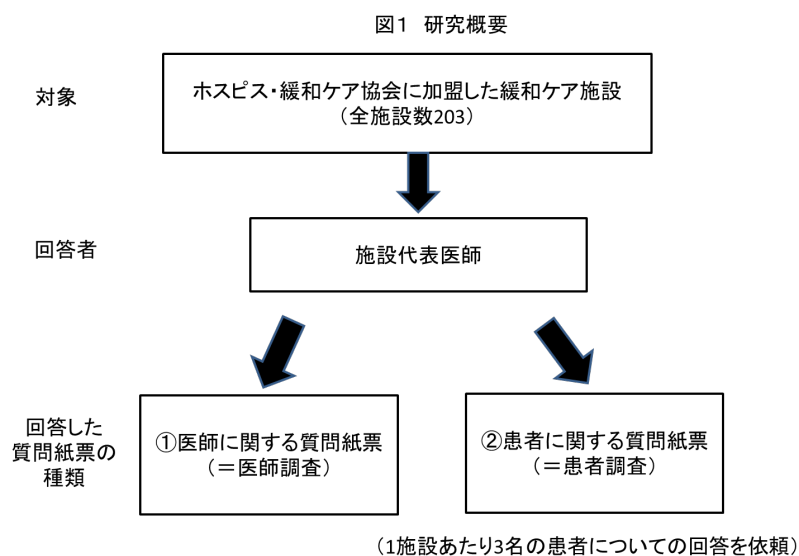 図1 研究概要
対象
ホスピス・緩和ケア協会に加盟した緩和ケア施設
(全施設数203)
回答者
施設代表医師
回答した
質問紙票の
種類
①医師に関する質問紙票
(＝医師調査)
②患者に関する質問紙票
(＝患者調査)
(1施設あたり3名の患者についての回答を依頼)